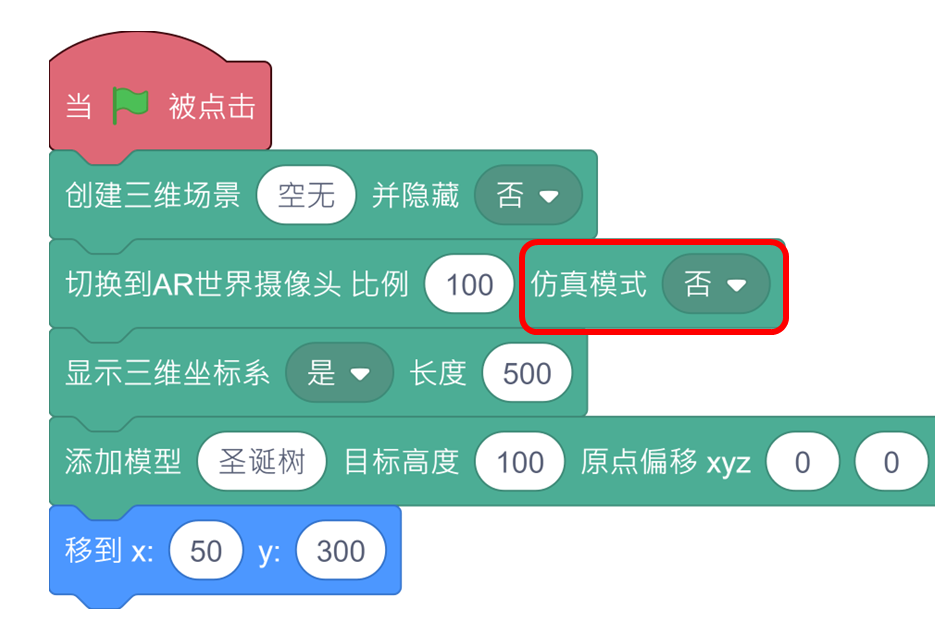 当 被点击
创建三维场景 空无 并隐藏 否
切换到AR世界摄像头 比例 100 仿真模式 否
显示三维坐标系 是 长度 500
添加模型 圣诞树 目标高度 100 原点偏移 xyz 0 0
移到 x: 50 y: 300